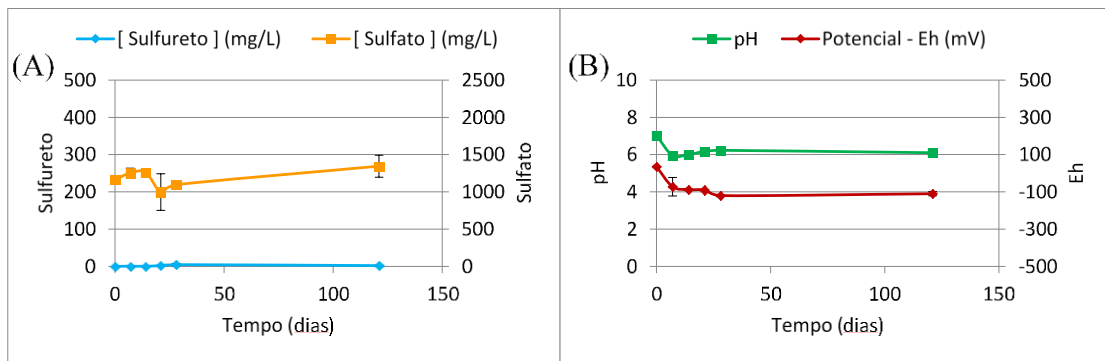 [ Sulfureto ] (mg/L) [ Sulfato ] (mg/L)
(A)
500 2500
400 2000
300 1500
200 1000
100 500
0 0
Sulfureto
Sulfato
0 50 100 150
Tempo (dias)
pH Potencial - Eh (mV)
(B)
10 500
8 300
6 100
4 -100
2 -300
0 -500
pH
Eh
0 50 100 150
Tempo (dias)